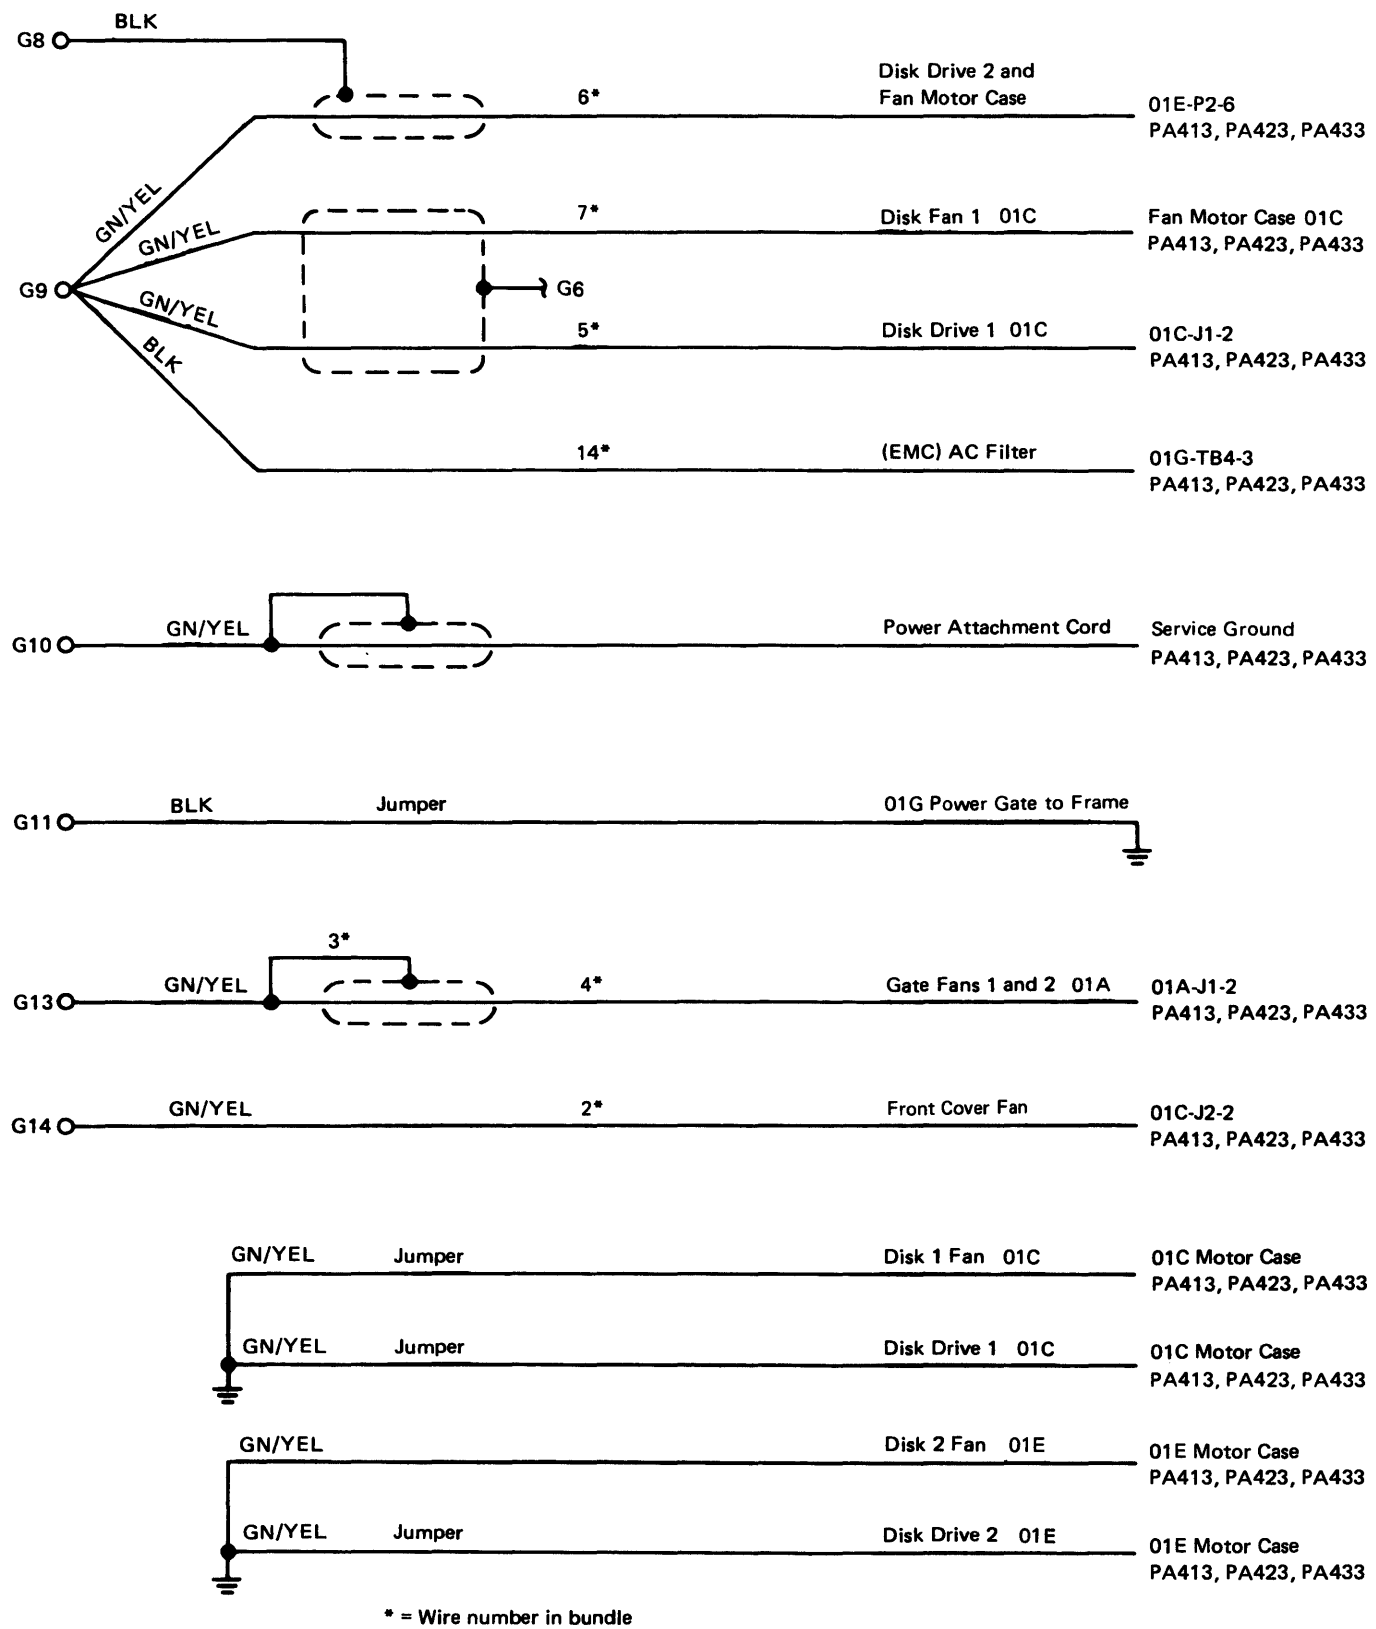 BLK
G8
Disk Drive 2 and
Fan Motor Case
6*
01E-P2-6
PA413, PA423, PA433
GN/YEL
GN/YEL
7*
Disk Fan 1 01C
Fan Motor Case 01C
PA413, PA423, PA433
G9
G6
GN/YEL
5*
Disk Drive 1 01C
01C-J1-2
PA413, PA423, PA433
BLK
14*
(EMC) AC Filter
01G-TB4-3
PA413, PA423, PA433
G10
GN/YEL
Power Attachment Cord
Service Ground
PA413, PA423, PA433
G11
BLK
Jumper
01G Power Gate to Frame
3*
G13
GN/YEL
4*
Gate Fans 1 and 2 01A
01A-J1-2
PA413, PA423, PA433
G14
GN/YEL
2*
Front Cover Fan
01C-J2-2
PA413, PA423, PA433
GN/YEL
Jumper
Disk 1 Fan 01C
01C Motor Case
PA413, PA423, PA433
GN/YEL
Jumper
Disk Drive 1 01C
01C Motor Case
PA413, PA423, PA433
GN/YEL
Disk 2 Fan 01E
01E Motor Case
PA413, PA423, PA433
GN/YEL
Jumper
Disk Drive 2 01E
01E Motor Case
PA413, PA423, PA433
* = Wire number in bundle